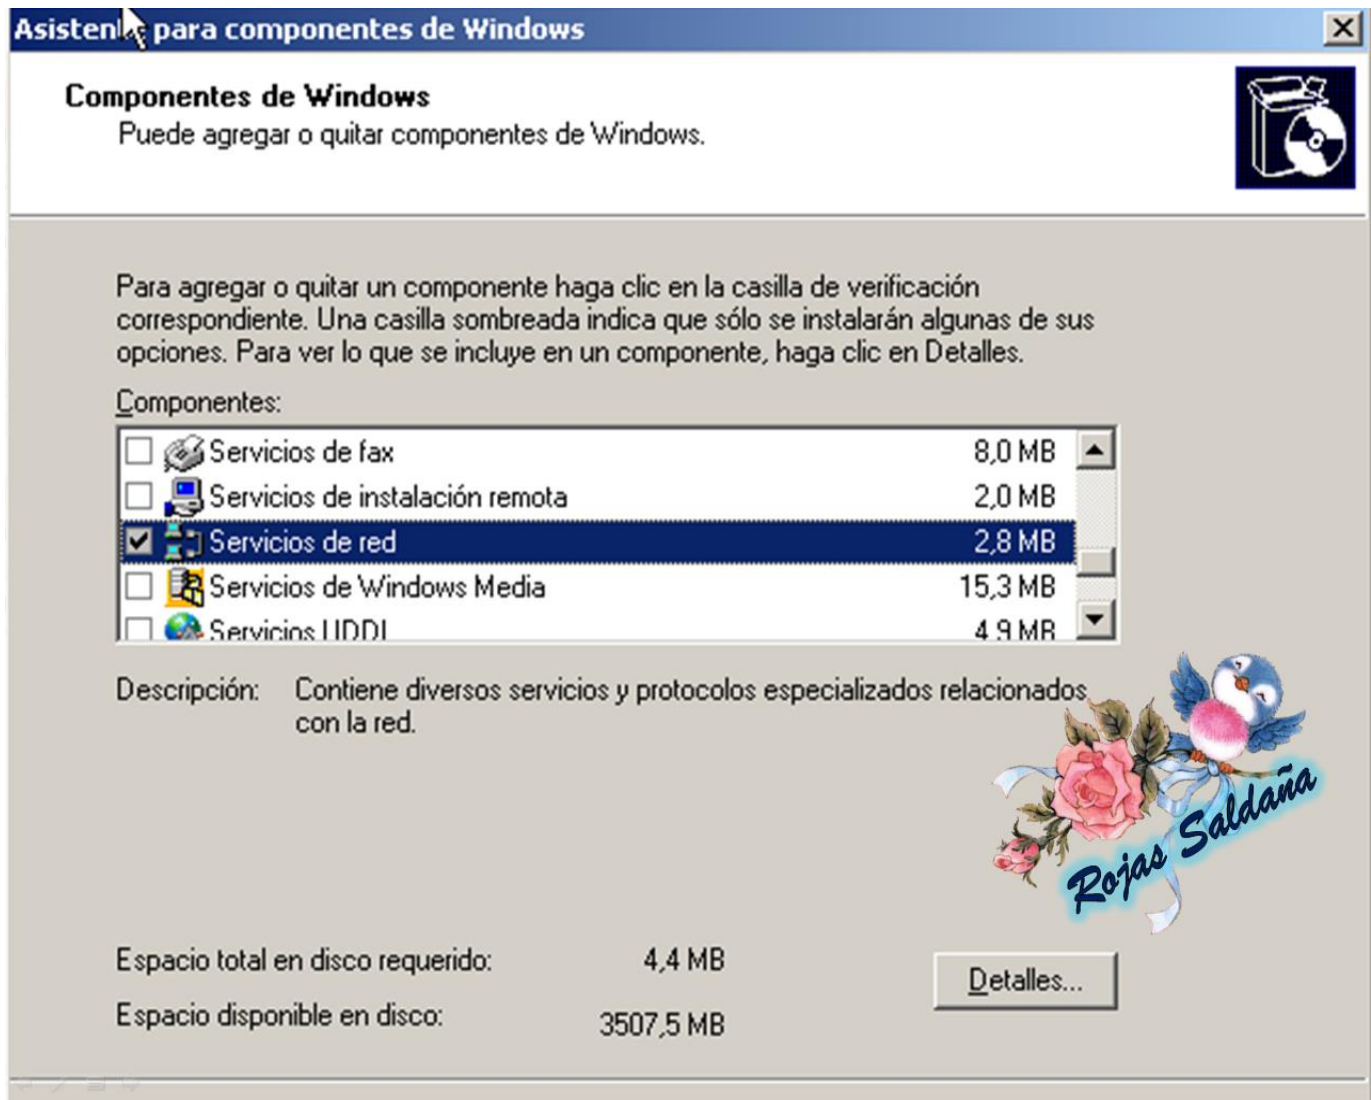 Asistente para componentes de Windows
Componentes de Windows
Puede agregar o quitar componentes de Windows.
Para agregar o quitar un componente haga clic en la casilla de verificación
correspondiente. Una casilla sombreada indica que sólo se instalarán algunas de sus
opciones. Para ver lo que se incluye en un componente, haga clic en Detalles.
Componentes:
Servicios de fax 8,0 MB
Servicios de instalación remota 2,0 MB
Servicios de red 2,8 MB
Servicios de Windows Media 15,3 MB
Servicios UDDI 4,9 MB
Descripción: Contiene diversos servicios y protocolos especializados relacionados
con la red.
Rojas Saldaña
Espacio total en disco requerido: 4,4 MB
Detalles...
Espacio disponible en disco: 3507,5 MB